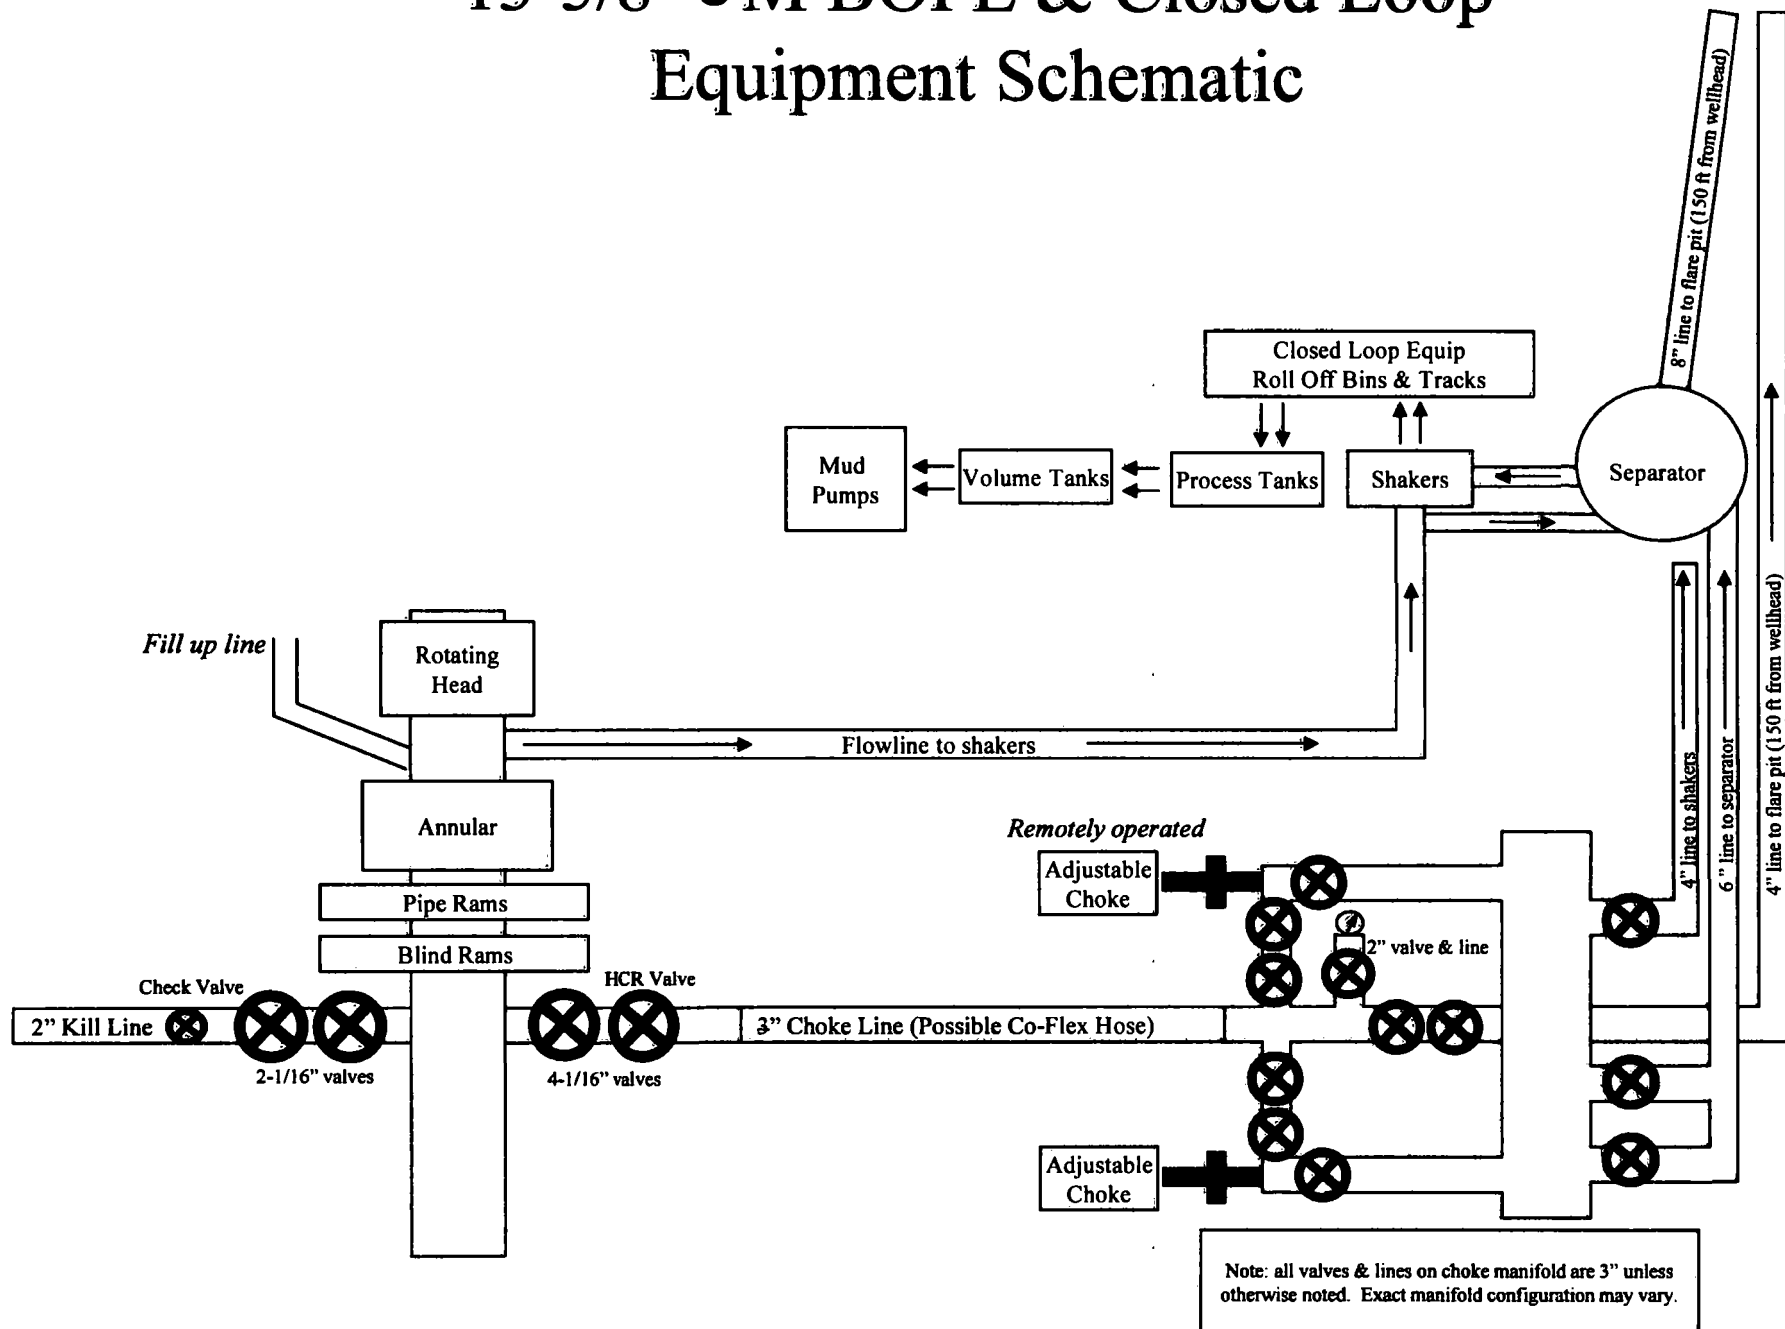 M BOPE & Closed Loop
Equipment Schematic
8” line to flare pit (150 ft from wellhead)
Closed Loop Equip
Roll Off Bins & Tracks
Mud
Pumps
Volume Tanks
Process Tanks
Shakers
Separator
Fill up line
Rotating
Head
Flowline to shakers
Annular
Pipe Rams
Blind Rams
Remotely operated
Adjustable
Choke
2” valve & line
4” line to shakers
6” line to separator
4” line to flare pit (150 ft from wellhead)
Check Valve
HCR Valve
2” Kill Line
3” Choke Line (Possible Co-Flex Hose)
2-1/16” valves
4-1/16” valves
Adjustable
Choke
Note: all valves & lines on choke manifold are 3” unless
otherwise noted. Exact manifold configuration may vary.